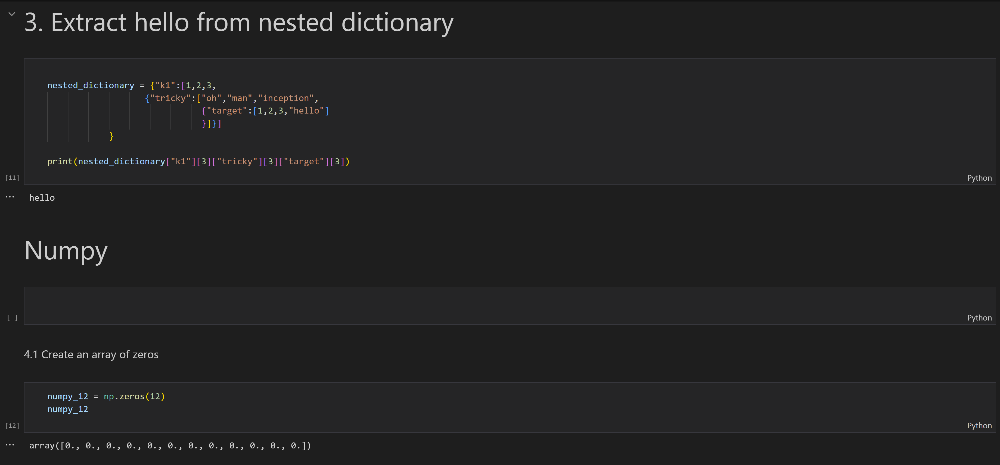 3. Extract hello from nested dictionary
nested_dictionary = {"k1":[1,2,3,
{"tricky":["oh","man","inception",
{"target":[1,2,3,"hello"]
}]}]
}
print(nested_dictionary["k1"][3]["tricky"][3]["target"][3])
[11]
Python
... hello
Numpy
[ ]
Python
4.1 Create an array of zeros
numpy_12 = np.zeros(12)
numpy_12
[12]
Python
... array([0., 0., 0., 0., 0., 0., 0., 0., 0., 0., 0., 0.])